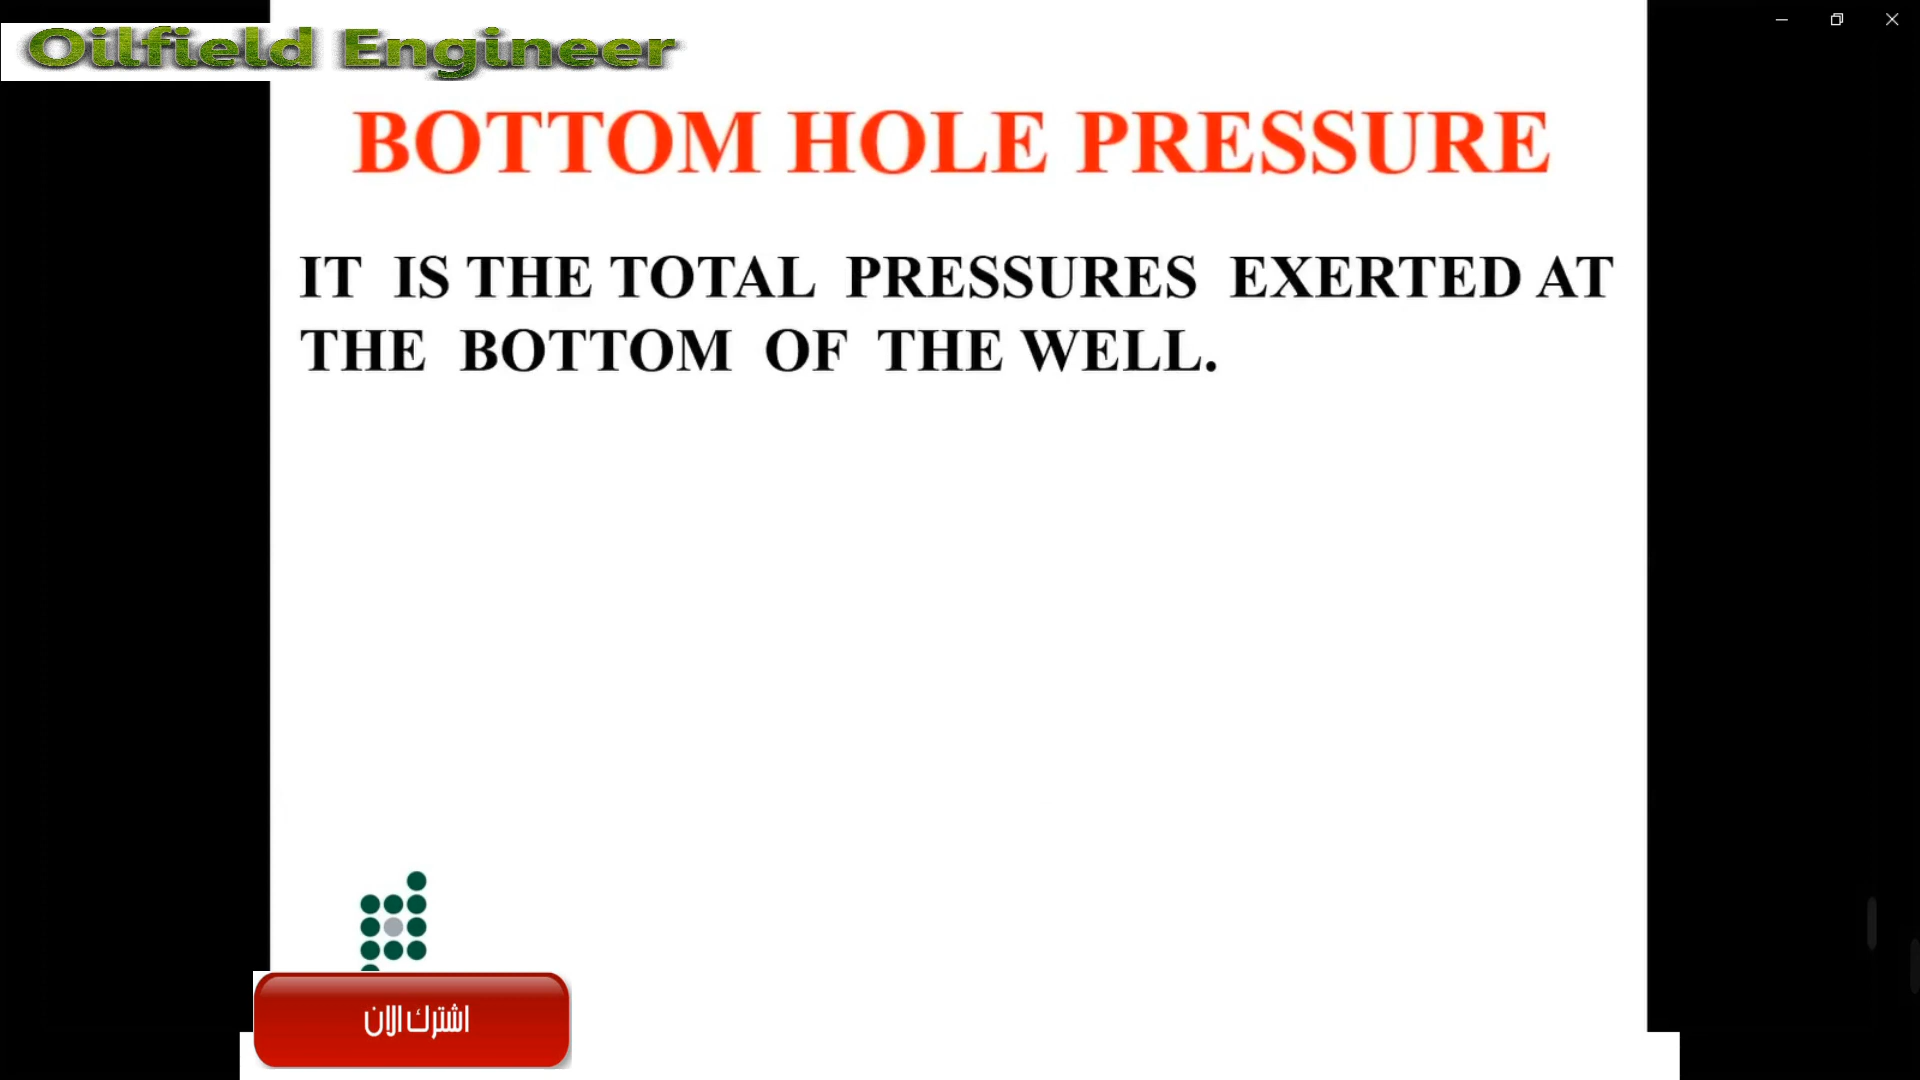 Oilfield Engineer
BOTTOM HOLE PRESSURE
IT IS THE TOTAL PRESSURES EXERTED AT
THE BOTTOM OF THE WELL.
اشترك الان